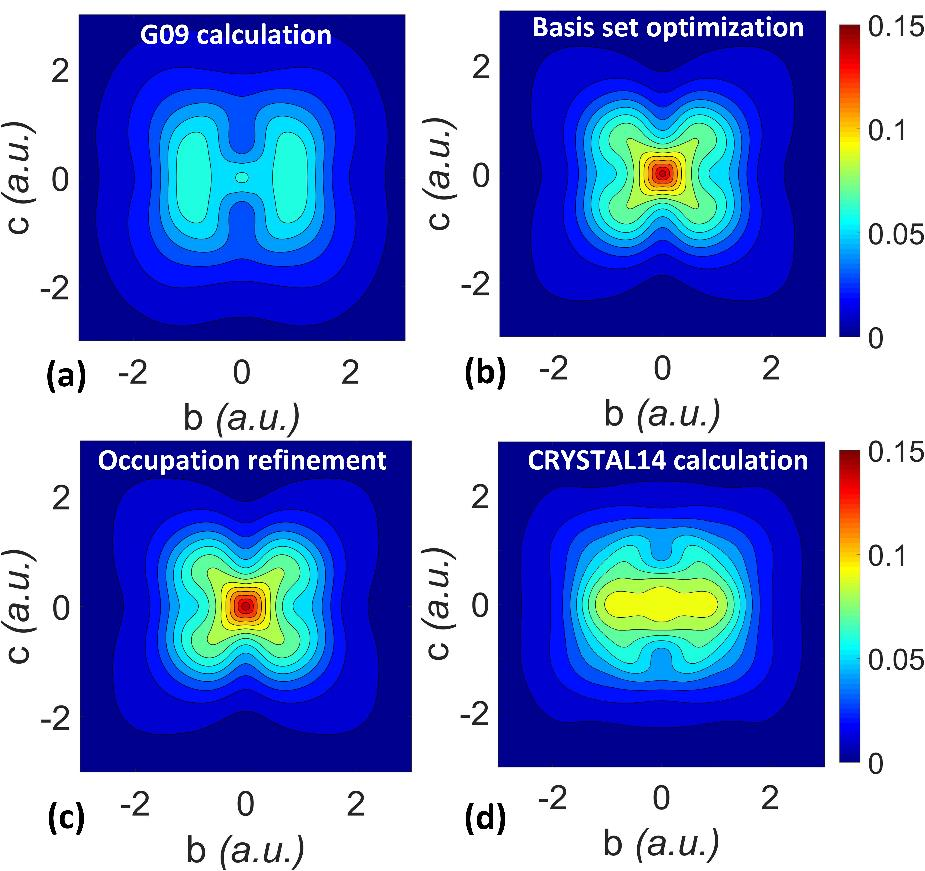 G09 calculation
2
0
-2
c (a.u.)
-2 0 2
b (a.u.)
(a)
Basis set optimization
2
0
-2
c (a.u.)
-2 0 2
b (a.u.)
(b)
0.15
0.1
0.05
0
Occupation refinement
2
0
-2
c (a.u.)
-2 0 2
b (a.u.)
(c)
CRYSTAL14 calculation
2
0
-2
c (a.u.)
-2 0 2
b (a.u.)
(d)
0.15
0.1
0.05
0